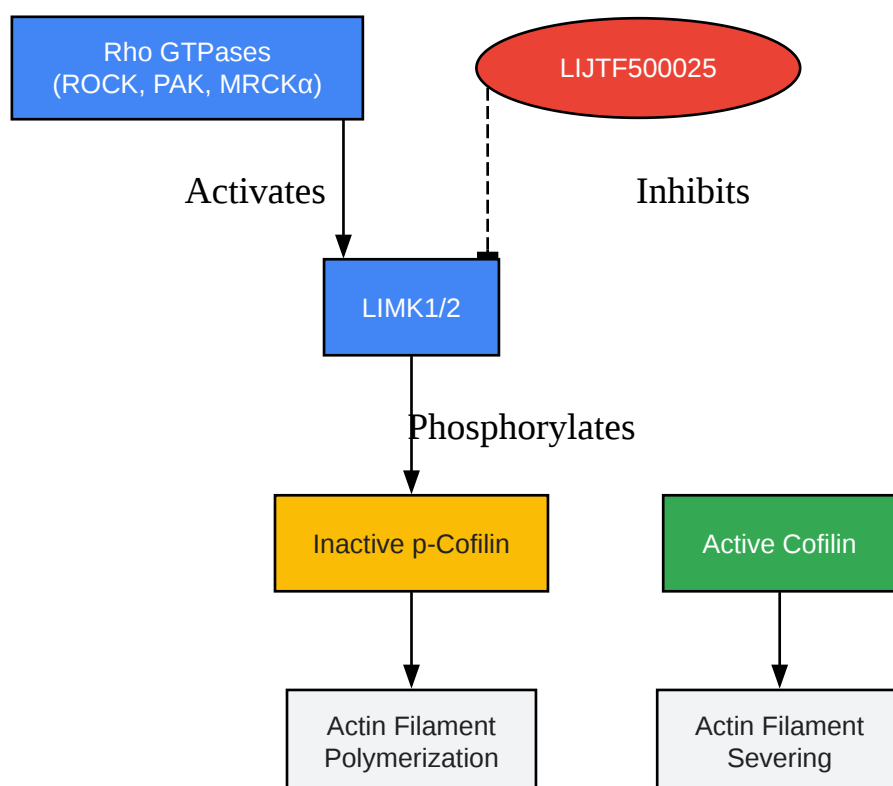 Rho GTPases
(ROCK, PAK, MRCKα)
LIJTF500025
Activates
Inhibits
LIMK1/2
Phosphorylates
Inactive p-Cofilin
Active Cofilin
Actin Filament
Polymerization
Actin Filament
Severing